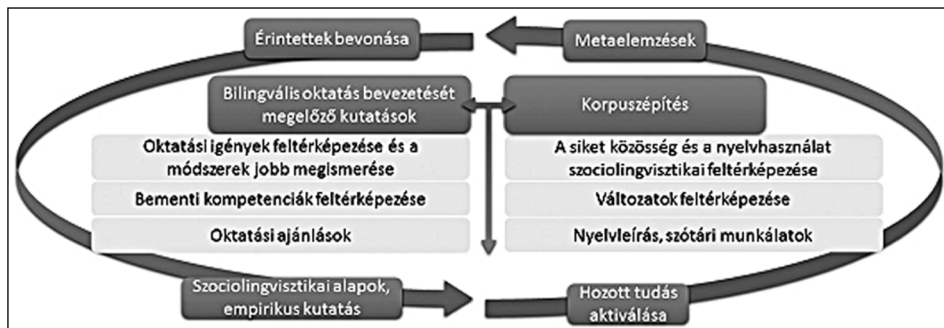 Érintettek bevonása
Metaelemzések
Bilingvális oktatás bevezetését
megelőző kutatások
Korpuszépítés
Oktatási igények feltérképezése és a
módszerek jobb megismerése
A siket közösség és a nyelvhasználat
szociolingvisztikai feltérképezése
Bementi kompetenciák feltérképezése
Változatok feltérképezése
Oktatási ajánlások
Nyelvleírás, szótári munkálatok
Szociolingvisztikai alapok,
empirikus kutatás
Hozott tudás
aktiválása